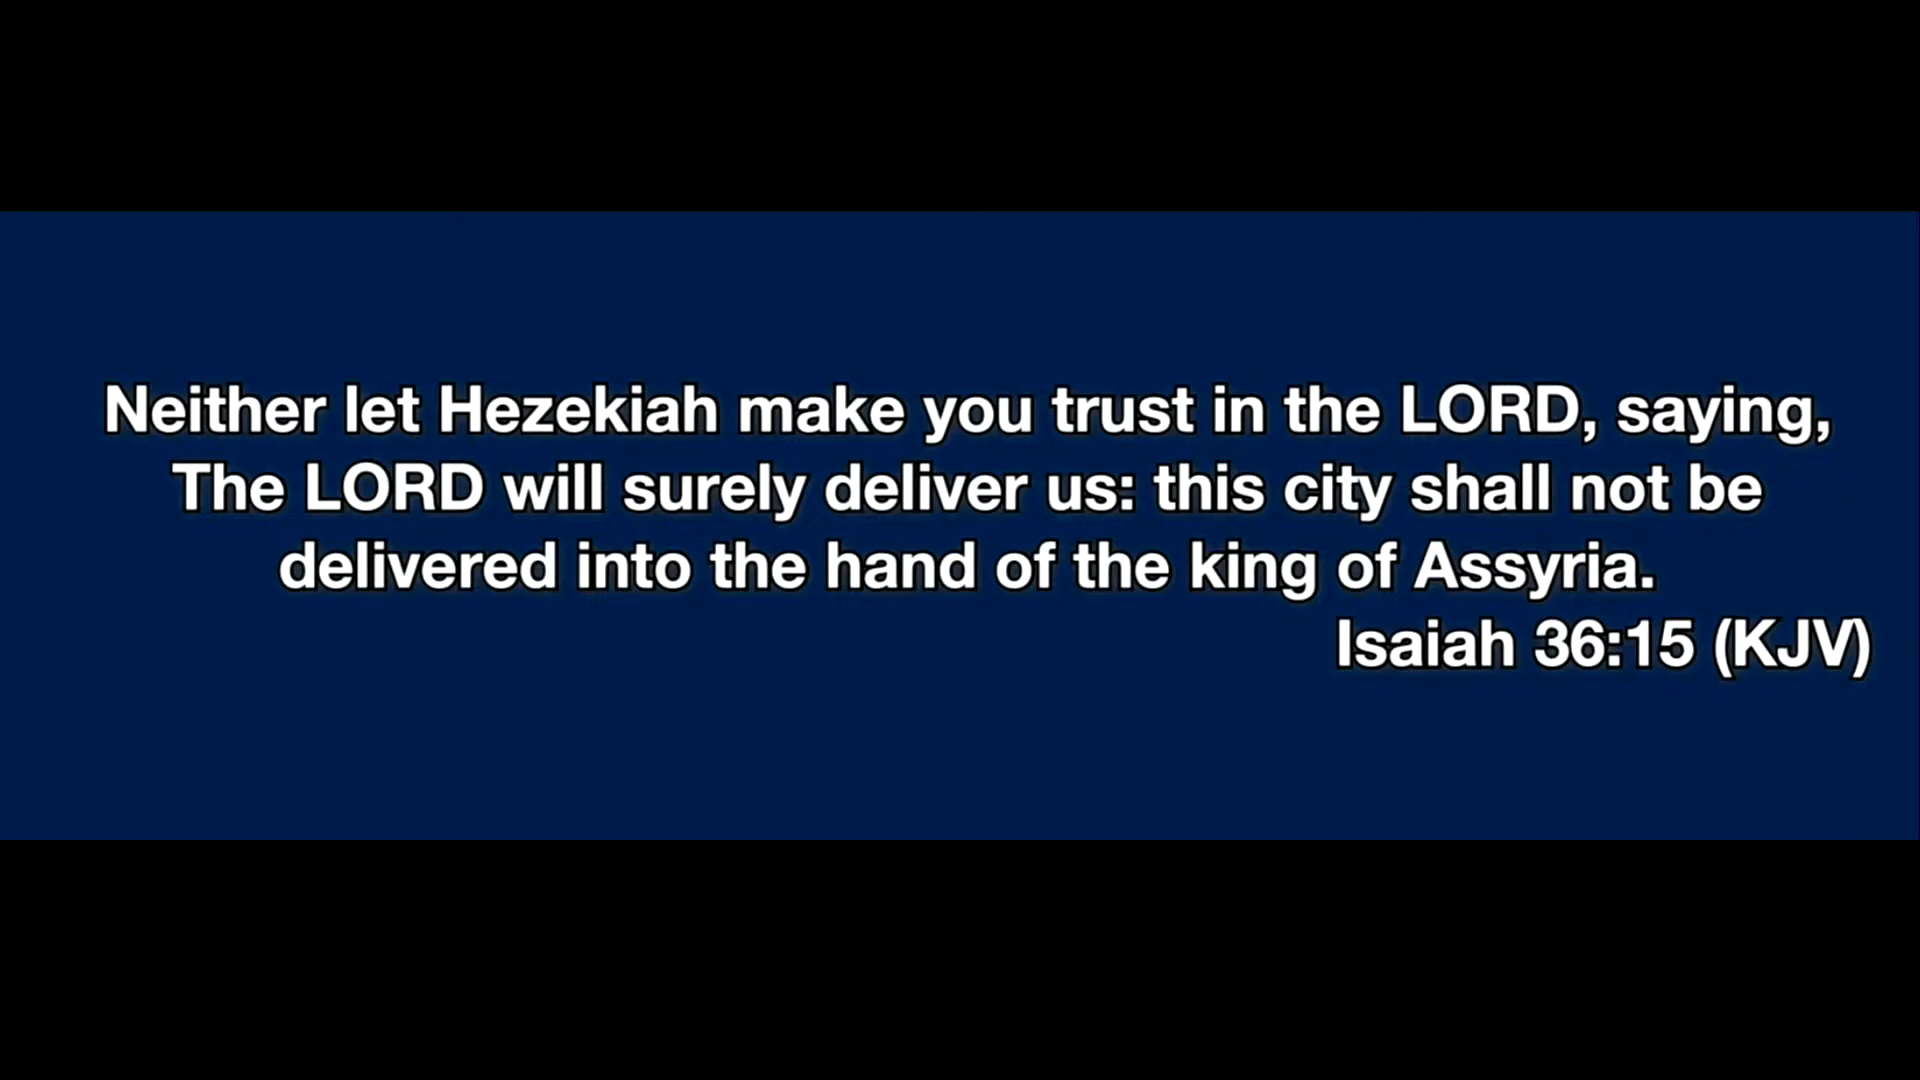 Neither let Hezekiah make you trust in the LORD, saying,
The LORD will surely deliver us: this city shall not be
delivered into the hand of the king of Assyria.
Isaiah 36:15 (KJV)